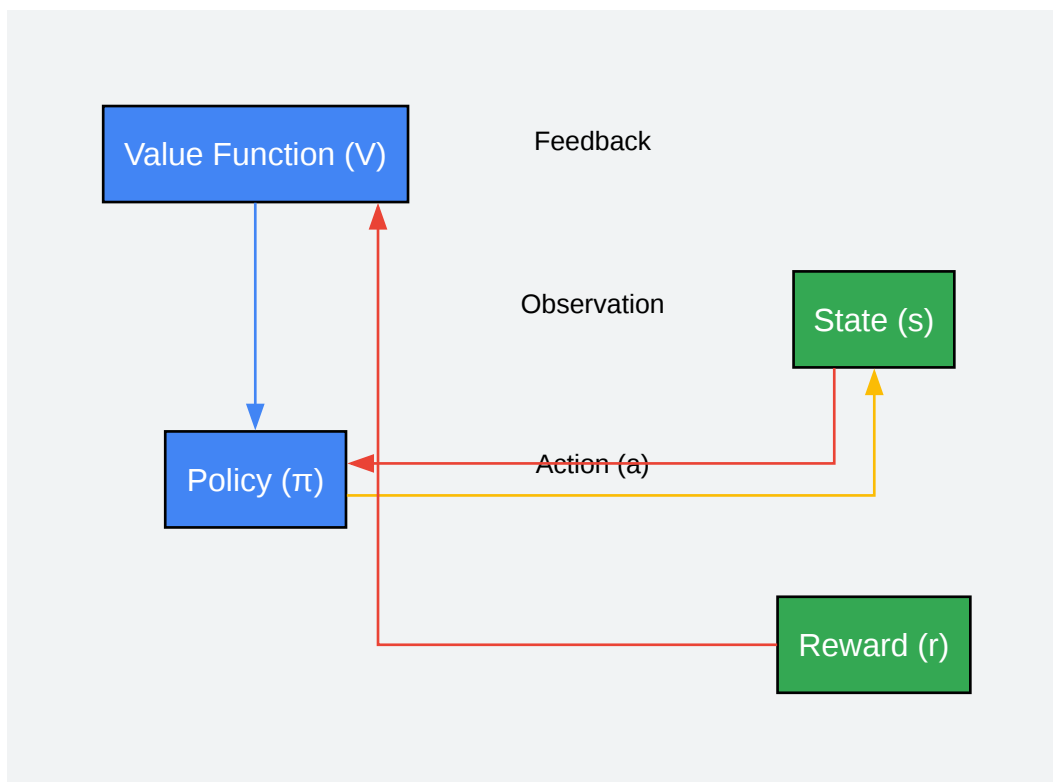 Value Function (V)
Feedback
Observation
State (s)
Policy (π)
Action (a)
Reward (r)